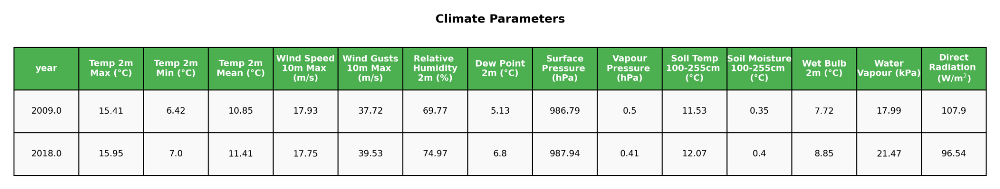 Climate Parameters
year
Temp 2m
Max (°C)
Temp 2m
Min (°C)
Temp 2m
Mean (°C)
Wind Speed
10m Max
(m/s)
Wind Gusts
10m Max
(m/s)
Relative
Humidity
2m (%)
Dew Point
2m (°C)
Surface
Pressure
(hPa)
Vapour
Pressure
(hPa)
Soil Temp
100-255cm
(°C)
Soil Moisture
100-255cm
(°C)
Wet Bulb
2m (°C)
Water
Vapour (kPa)
Direct
Radiation
(W/m²)
2009.0 15.41 6.42 10.85 17.93 37.72 69.77 5.13 986.79 0.5 11.53 0.35 7.72 17.99 107.9
2018.0 15.95 7.0 11.41 17.75 39.53 74.97 6.8 987.94 0.41 12.07 0.4 8.85 21.47 96.54